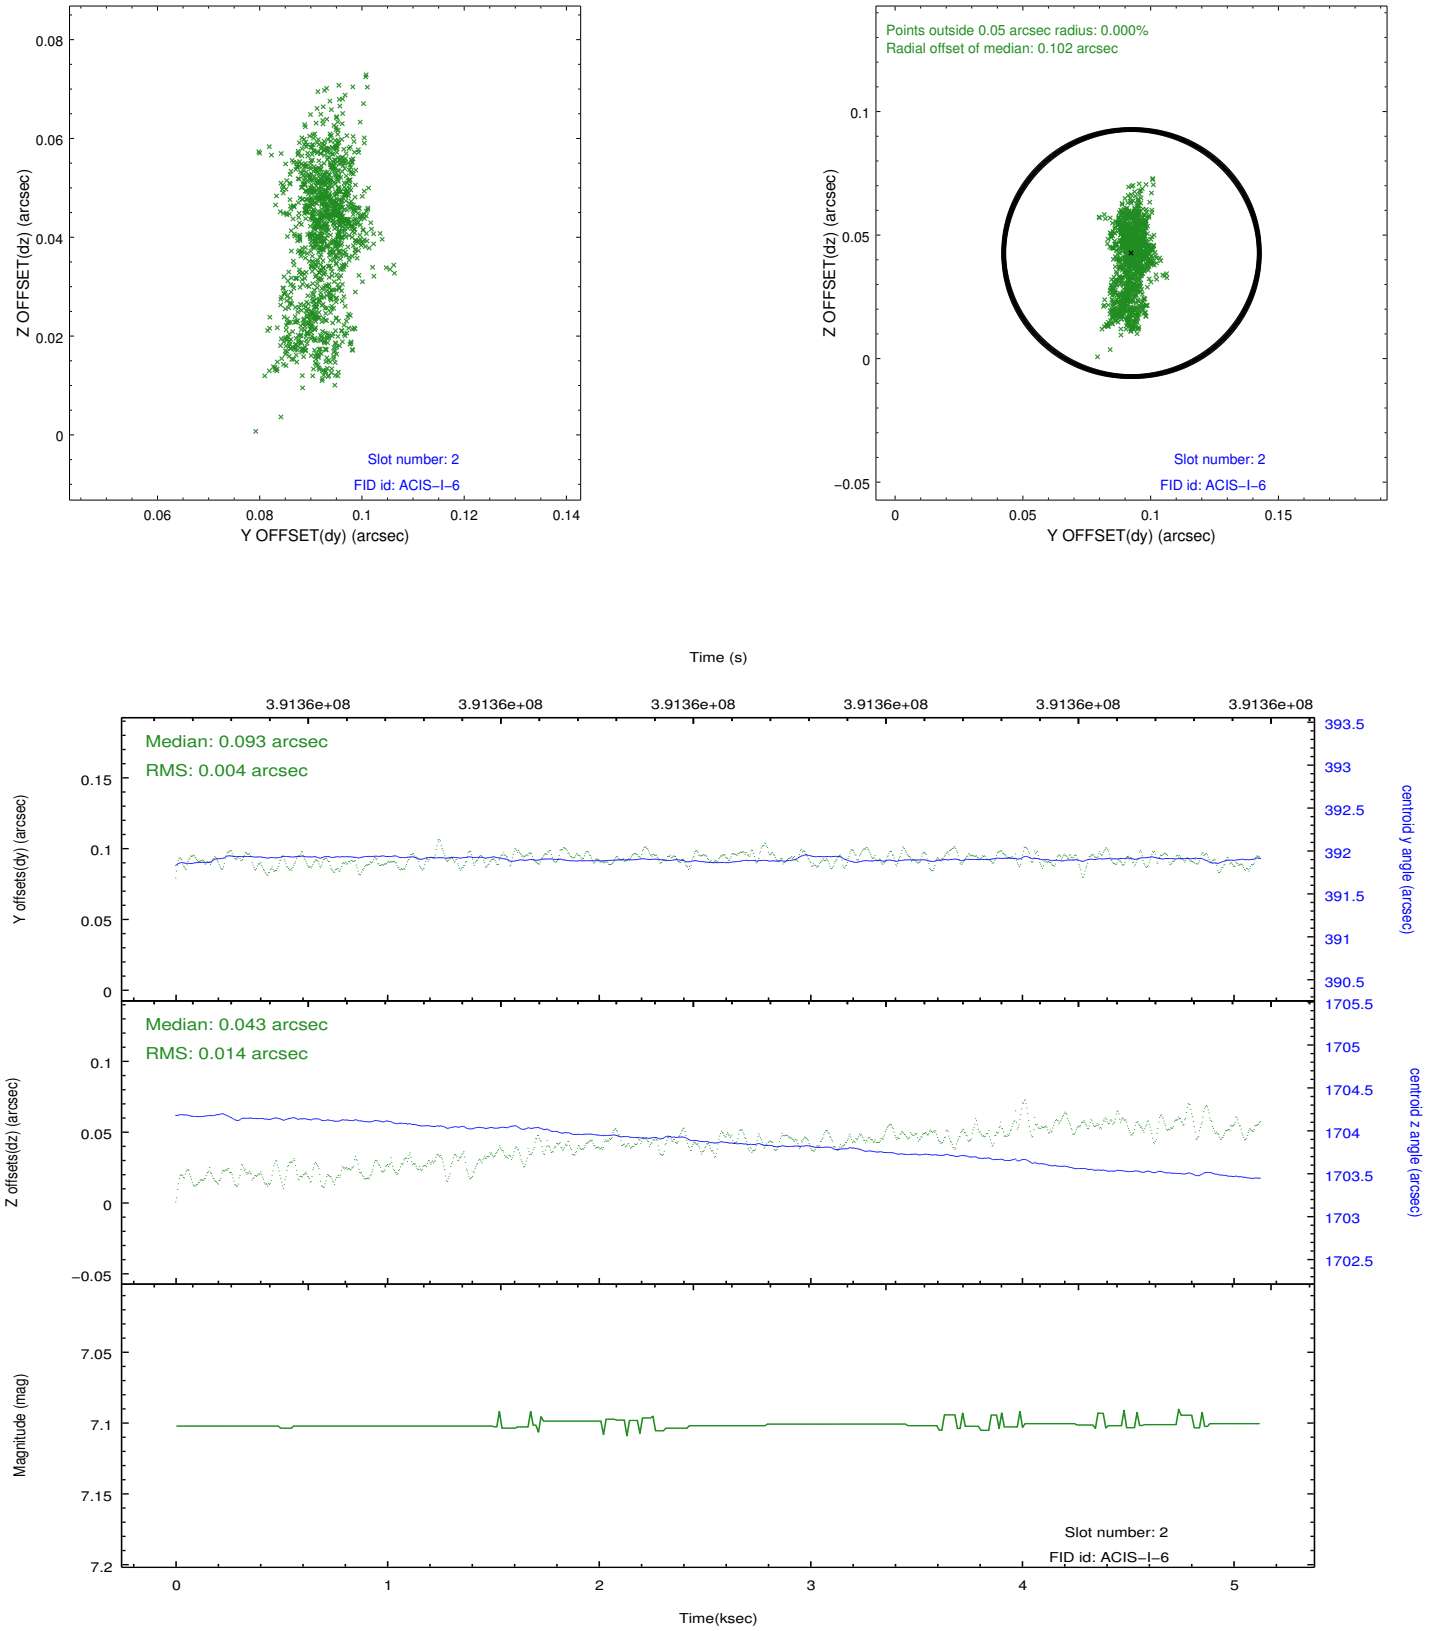 0.08
0.06
0.04
0.02
0
Z OFFSET(dz) (arcsec)
Slot number: 2
FID id: ACIS−I−6
0.06 0.08 0.1 0.12 0.14
Y OFFSET(dy) (arcsec)
Points outside 0.05 arcsec radius: 0.000%
Radial offset of median: 0.102 arcsec
0.1
0.05
0
−0.05
Z OFFSET(dz) (arcsec)
Slot number: 2
FID id: ACIS−I−6
0 0.05 0.1 0.15
Y OFFSET(dy) (arcsec)
Time (s)
3.9136e+08 3.9136e+08 3.9136e+08 3.9136e+08 3.9136e+08 3.9136e+08
Median: 0.093 arcsec
RMS: 0.004 arcsec
0.15
0.1
0.05
0
Y offsets(dy) (arcsec)
393.5
393
392.5
392
391.5
391
390.5
centroid y angle (arcsec)
Median: 0.043 arcsec
RMS: 0.014 arcsec
0.1
0.05
0
−0.05
Z offsets(dz) (arcsec)
1705.5
1705
1704.5
1704
1703.5
1703
1702.5
centroid z angle (arcsec)
7.05
7.1
7.15
7.2
Magnitude (mag)
Slot number: 2
FID id: ACIS−I−6
0 1 2 3 4 5
Time(ksec)